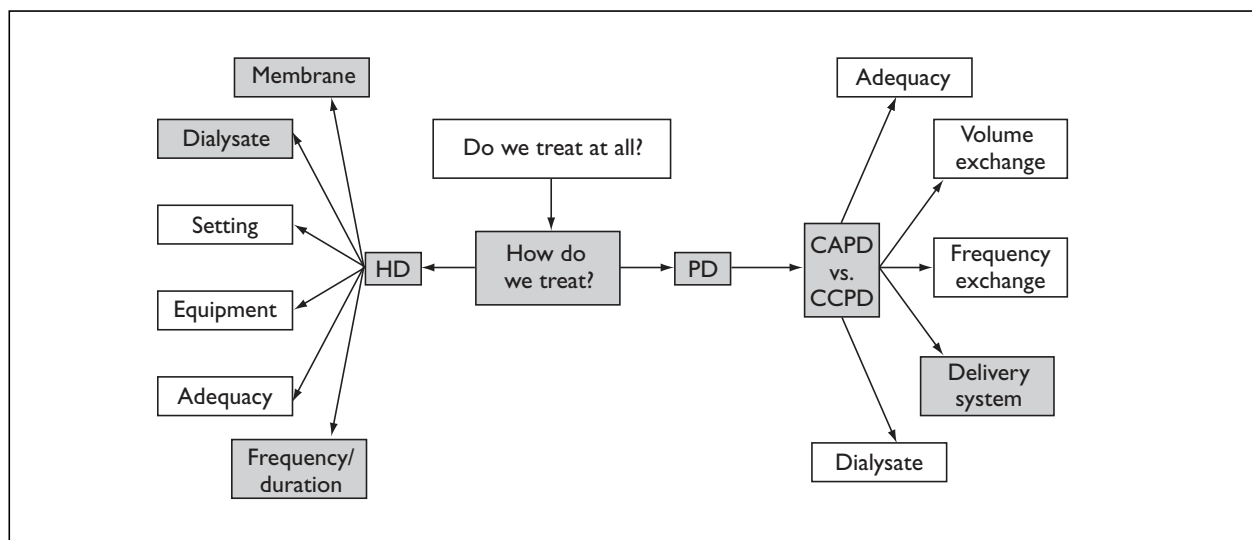 Membrane
Dialysate
Setting
Equipment
Adequacy
Frequency/
duration
HD
Do we treat at all?
How do
we treat?
PD
CAPD
vs.
CCPD
Adequacy
Volume
exchange
Frequency
exchange
Delivery
system
Dialysate